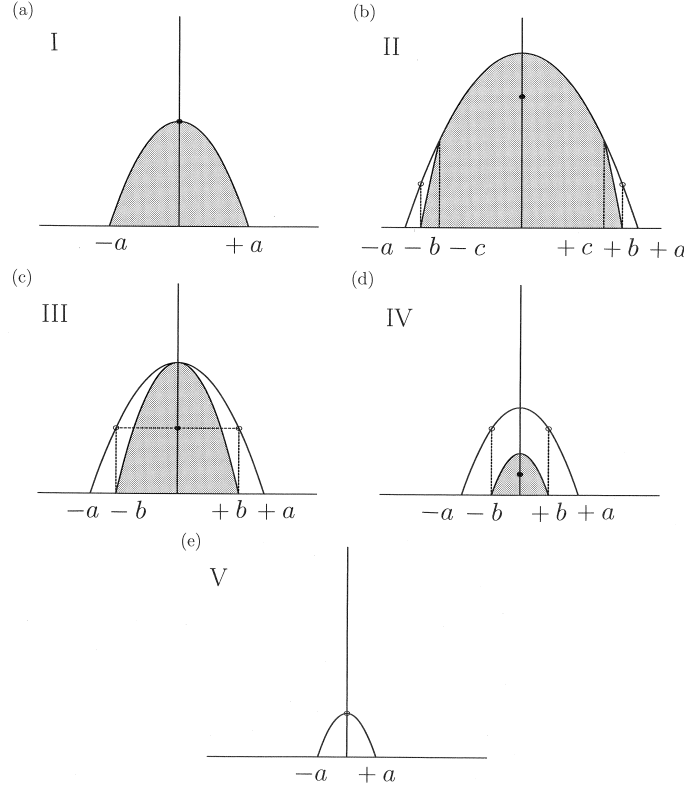 (a)
I
−a + a
(b)
II
−a − b − c + c + b + a
(c)
III
−a − b + b + a
(d)
IV
−a − b + b + a
(e)
V
−a + a